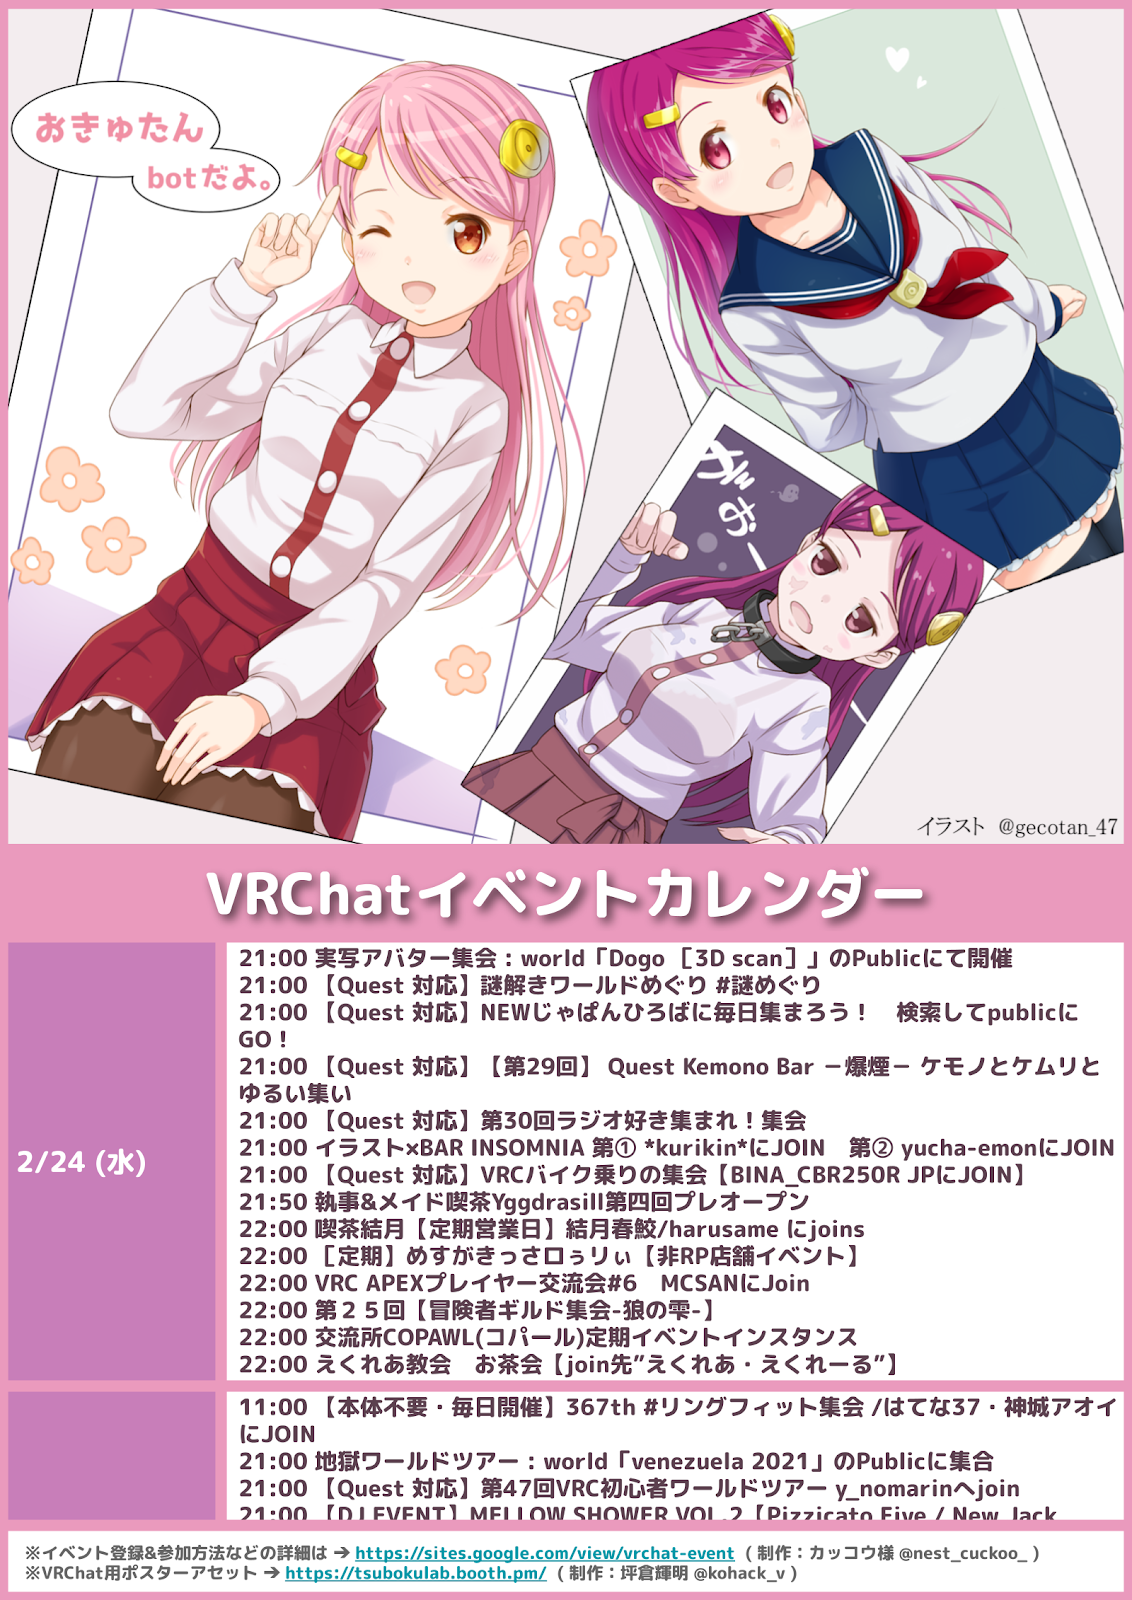 おきゅたん
botだよ。
がおー
イラスト @gecotan_47
VRChatイベントカレンダー
2/24 (水)
21:00 実写アバター集会：world「Dogo ［3D scan］」のPublicにて開催
21:00 【Quest 対応】謎解きワールドめぐり #謎めぐり
21:00 【Quest 対応】NEWじゃぱんひろばに毎日集まろう！　検索してpublicに
GO！
21:00 【Quest 対応】【第29回】 Quest Kemono Bar －爆煙－ ケモノとケムリと
ゆるい集い
21:00 【Quest 対応】第30回ラジオ好き集まれ！集会
21:00 イラスト×BAR INSOMNIA 第① *kurikin*にJOIN　第② yucha-emonにJOIN
21:00 【Quest 対応】VRCバイク乗りの集会【BINA_CBR250R JPにJOIN】
21:50 執事&メイド喫茶Yggdrasill第四回プレオープン
22:00 喫茶結月【定期営業日】結月春鮫/harusame にjoins
22:00 ［定期】めすがきっさロぅリぃ【非RP店舗イベント】
22:00 VRC APEXプレイヤー交流会#6　MCSANにJoin
22:00 第２５回【冒険者ギルド集会-狼の雫-】
22:00 交流所COPAWL(コパール)定期イベントインスタンス
22:00 えくれあ教会　お茶会【join先”えくれあ・えくれーる”】
11:00 【本体不要・毎日開催】367th #リングフィット集会 /はてな37・神城アオイ
にJOIN
21:00 地獄ワールドツアー：world「venezuela 2021」のPublicに集合
21:00 【Quest 対応】第47回VRC初心者ワールドツアー y_nomarinへjoin
21:00 【DJ EVENT】MELLOW SHOWER VOL.2【Pizzicato Five / New Jack
※イベント登録&参加方法などの詳細は ➔ https://sites.google.com/view/vrchat-event （ 制作：カッコウ様 @nest_cuckoo_ ）
※VRChat用ポスターアセット ➔ https://tsubokulab.booth.pm/ （ 制作：坪倉輝明 @kohack_v ）